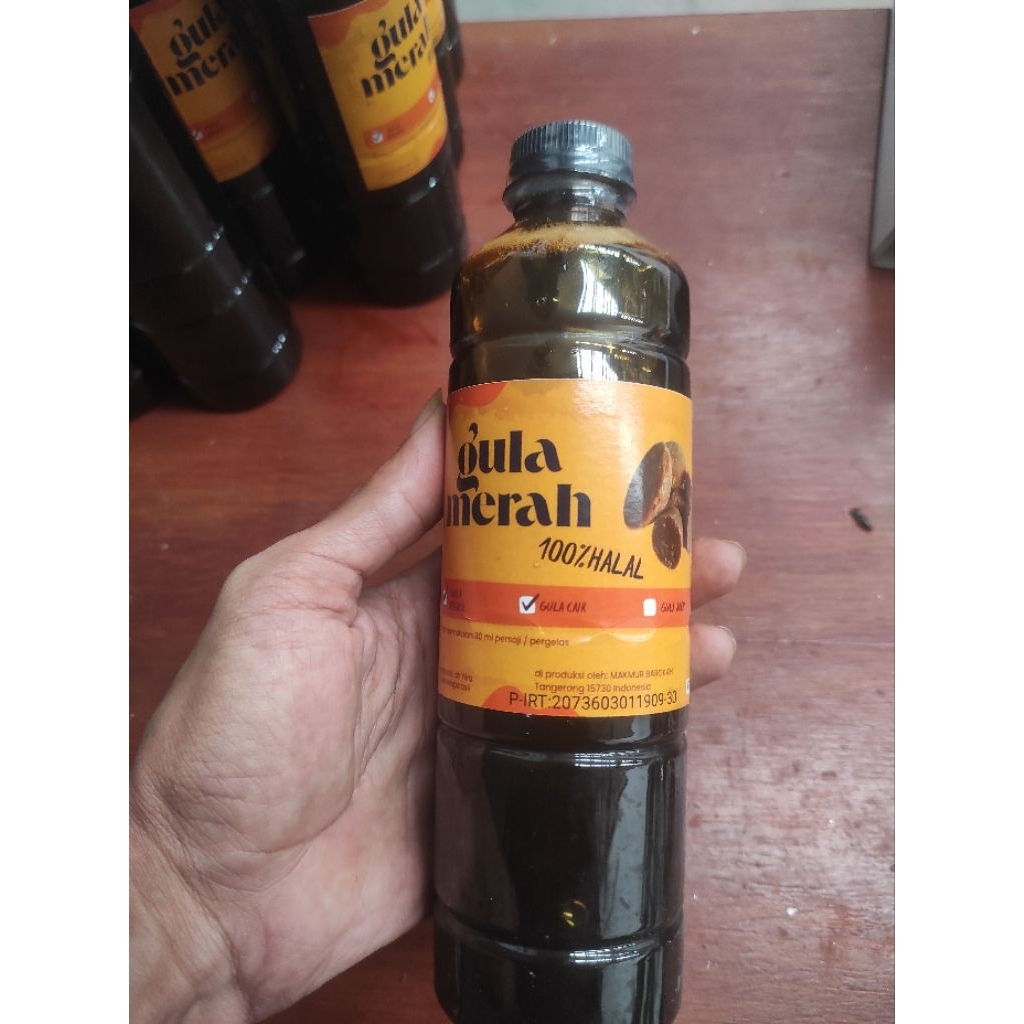 gula
merah
gula
mera
gula
merah
100%HALAL
GULA CAIR
30 ml persaji / pergelas
di produksi oleh: MAKMUR BAROKAH
Tangerang 15730 Indonesia
P-IRT:2073603011909-30